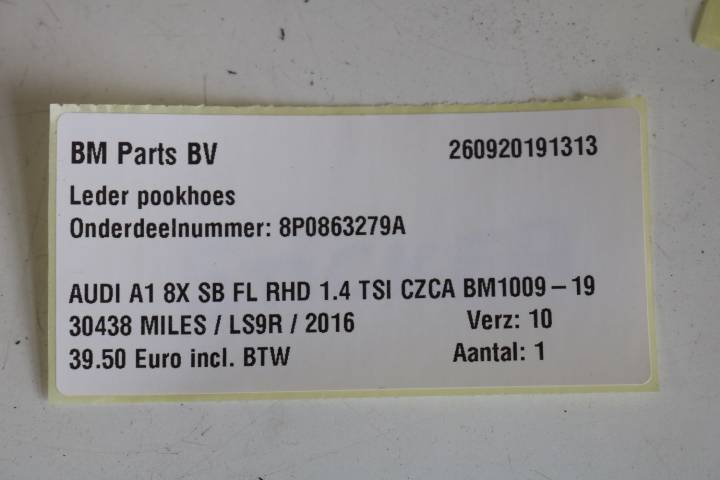 BM Parts BV 260920191313
Leder pookhoes
Onderdeelnummer: 8P0863279A
AUDI A1 8X SB FL RHD 1.4 TSI CZCA BM1009-19
30438 MILES / LS9R / 2016 Verz: 10
39.50 Euro incl. BTW Aantal: 1